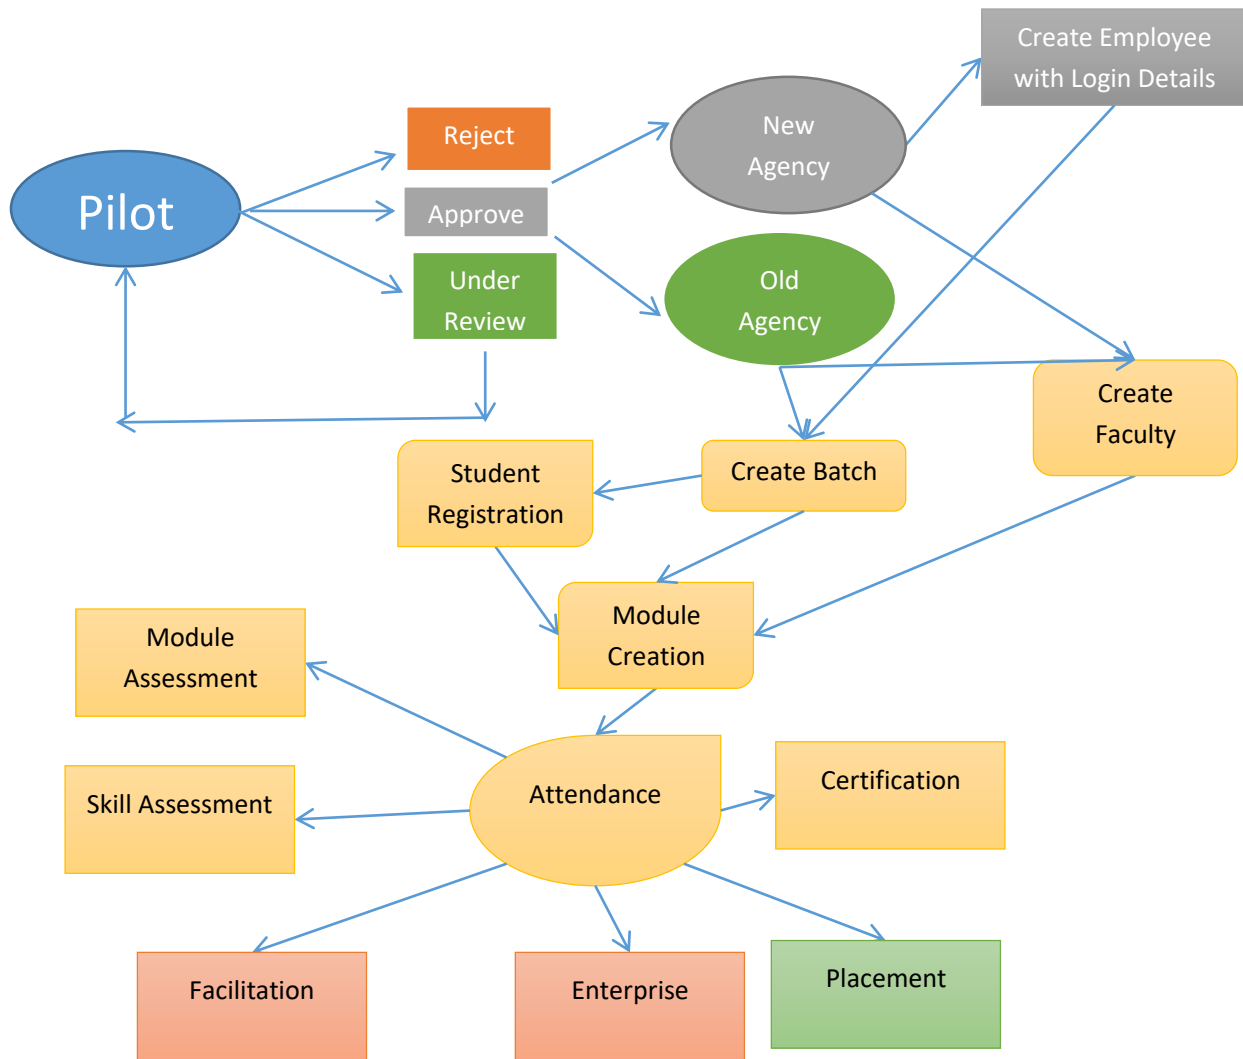 Create Employee
with Login Details
New
Agency
Reject
Pilot
Approve
Under
Review
Old
Agency
Create
Faculty
Student
Registration
Create Batch
Module
Creation
Module
Assessment
Skill Assessment
Attendance
Certification
Facilitation
Enterprise
Placement